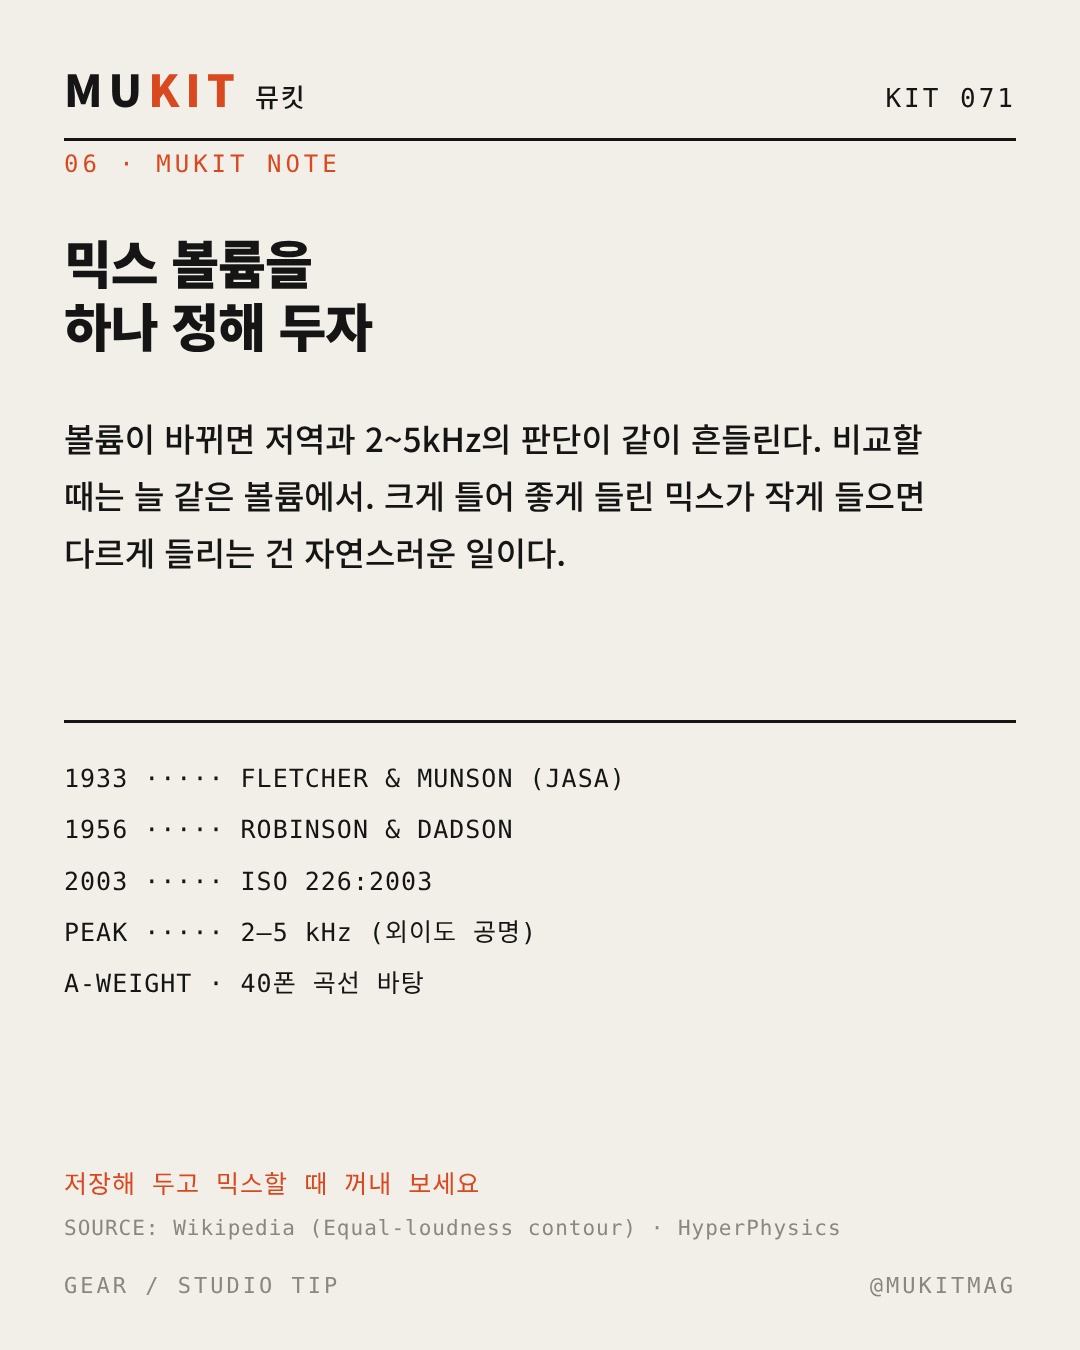 MUKIT 뮤킷
KIT 071
06 · MUKIT NOTE
믹스 볼륨을
하나 정해 두자
볼륨이 바뀌면 저역과 2~5kHz의 판단이 같이 흔들린다. 비교할
때는 늘 같은 볼륨에서. 크게 틀어 좋게 들린 믹스가 작게 들으면
다르게 들리는 건 자연스러운 일이다.
1933 ····· FLETCHER & MUNSON (JASA)
1956 ····· ROBINSON & DADSON
2003 ····· ISO 226:2003
PEAK ····· 2–5 kHz (외이도 공명)
A-WEIGHT · 40폰 곡선 바탕
저장해 두고 믹스할 때 꺼내 보세요
SOURCE: Wikipedia (Equal-loudness contour) · HyperPhysics
GEAR / STUDIO TIP
@MUKITMAG